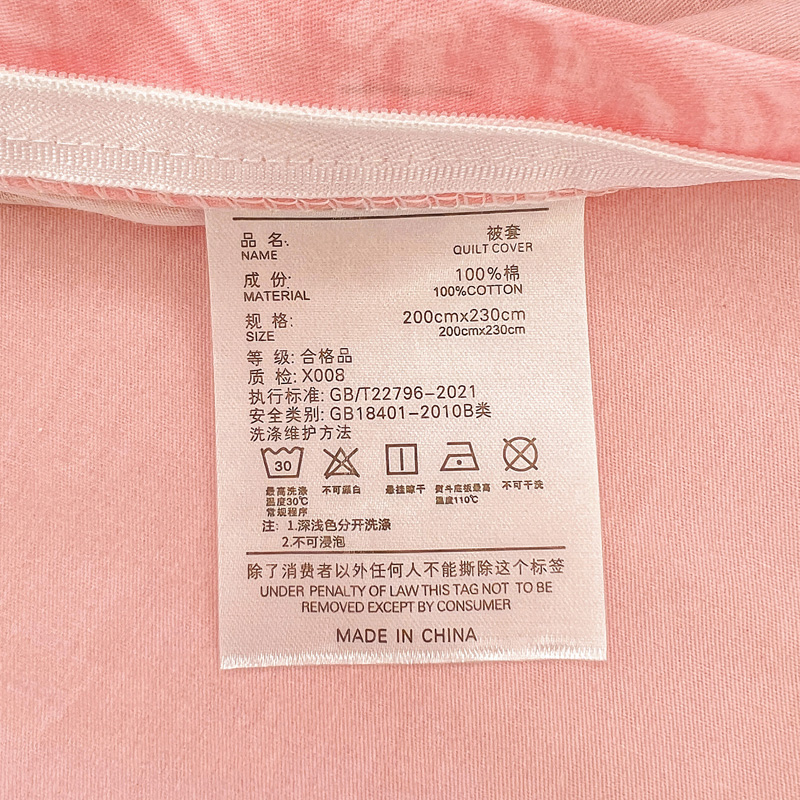 品 名: 被套
NAME QUILT COVER
成 份: 100%棉
MATERIAL 100%COTTON
规 格: 200cmx230cm
SIZE 200cmx230cm
等 级: 合格品
质 检: X008
执行标准: GB/T22796-2021
安全类别: GB18401-2010B类
洗涤维护方法
30
最高洗涤温度30℃常规程序
不可漂白
悬挂晾干
熨斗底板最高温度110℃
不可干洗
注: 1.深浅色分开洗涤
2.不可浸泡
除了消费者以外任何人不能撕除这个标签
UNDER PENALTY OF LAW THIS TAG NOT TO BE
REMOVED EXCEPT BY CONSUMER
MADE IN CHINA